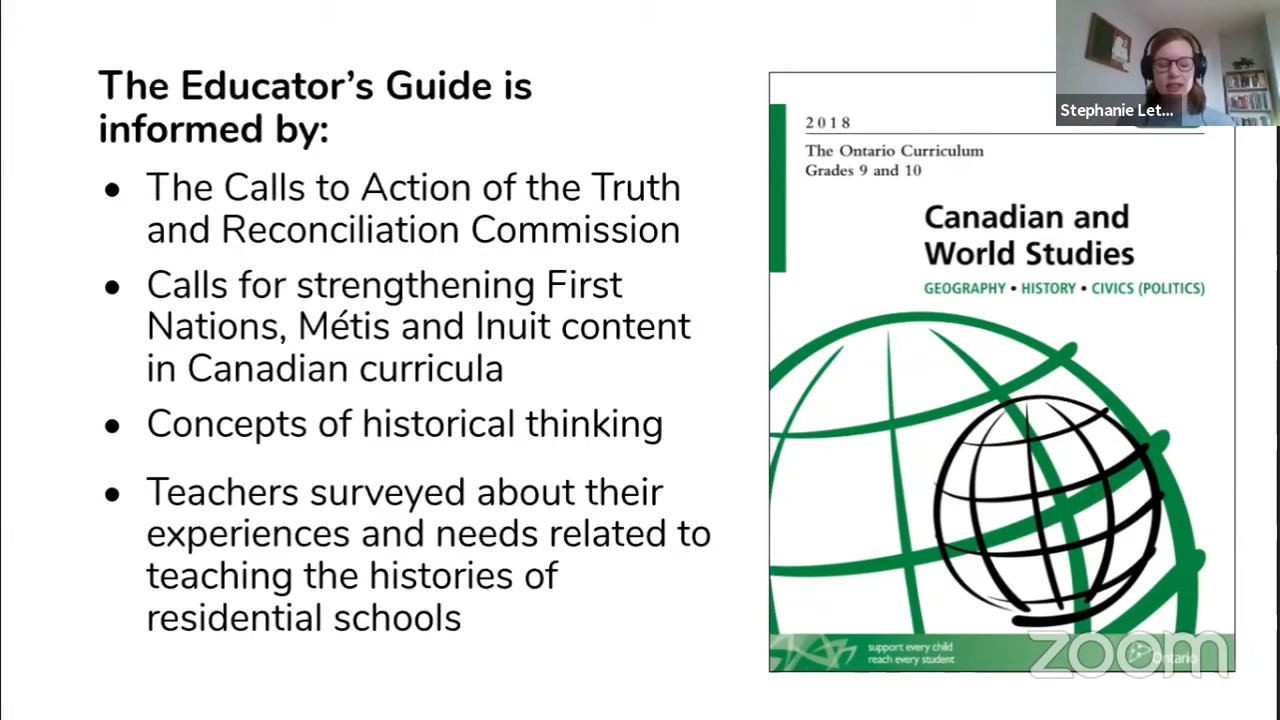 The Educator's Guide is
informed by:
• The Calls to Action of the Truth
and Reconciliation Commission
• Calls for strengthening First
Nations, Métis and Inuit content
in Canadian curricula
• Concepts of historical thinking
• Teachers surveyed about their
experiences and needs related to
teaching the histories of
residential schools
Stephanie Let...
2018
The Ontario Curriculum
Grades 9 and 10
Canadian and
World Studies
GEOGRAPHY • HISTORY • CIVICS (POLITICS)
support every child
reach every student
Ontario
zoom